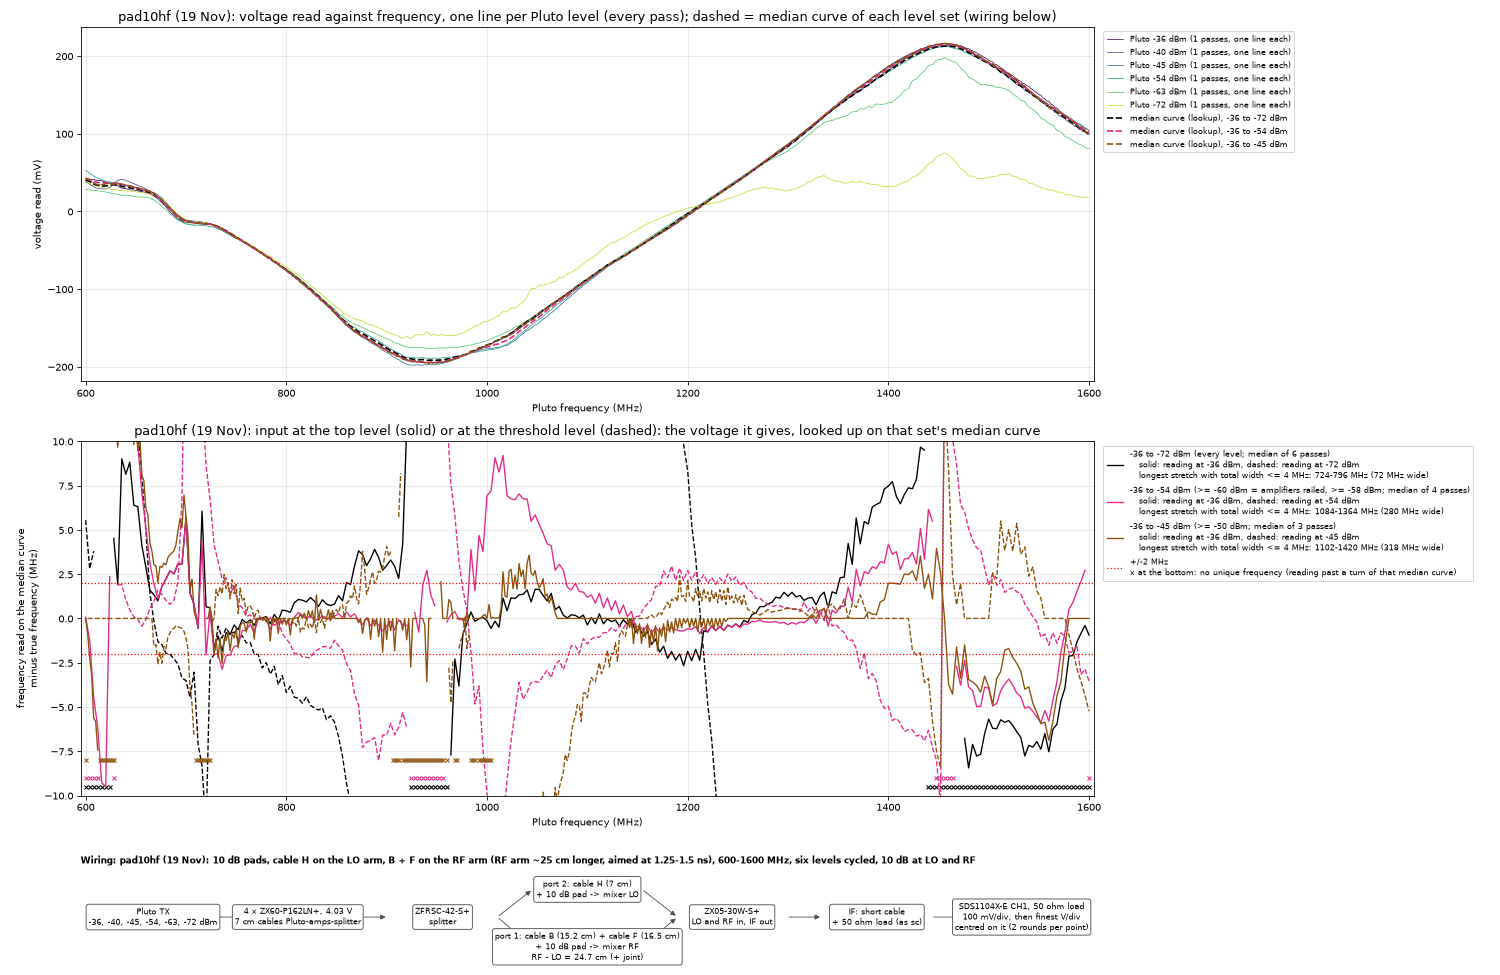 pad10hf (19 Nov): voltage read against frequency, one line per Pluto level (every pass); dashed = median curve of each level set (wiring below)
200
100
0
−100
−200
voltage read (mV)
600
800
1000
1200
1400
1600
Pluto frequency (MHz)
Pluto -36 dBm (1 passes, one line each)
Pluto -40 dBm (1 passes, one line each)
Pluto -45 dBm (1 passes, one line each)
Pluto -54 dBm (1 passes, one line each)
Pluto -63 dBm (1 passes, one line each)
Pluto -72 dBm (1 passes, one line each)
median curve (lookup), -36 to -72 dBm
median curve (lookup), -36 to -54 dBm
median curve (lookup), -36 to -45 dBm
pad10hf (19 Nov): input at the top level (solid) or at the threshold level (dashed): the voltage it gives, looked up on that set's median curve
10.0
7.5
5.0
2.5
0.0
−2.5
−5.0
−7.5
−10.0
frequency read on the median curve
minus true frequency (MHz)
600
800
1000
1200
1400
1600
Pluto frequency (MHz)
-36 to -72 dBm (every level; median of 6 passes)
solid: reading at -36 dBm, dashed: reading at -72 dBm
longest stretch with total width <= 4 MHz: 724-796 MHz (72 MHz wide)
-36 to -54 dBm (>= -60 dBm = amplifiers railed, >= -58 dBm; median of 4 passes)
solid: reading at -36 dBm, dashed: reading at -54 dBm
longest stretch with total width <= 4 MHz: 1084-1364 MHz (280 MHz wide)
-36 to -45 dBm (>= -50 dBm; median of 3 passes)
solid: reading at -36 dBm, dashed: reading at -45 dBm
longest stretch with total width <= 4 MHz: 1102-1420 MHz (318 MHz wide)
+/-2 MHz
x at the bottom: no unique frequency (reading past a turn of that median curve)
Wiring: pad10hf (19 Nov): 10 dB pads, cable H on the LO arm, B + F on the RF arm (RF arm ~25 cm longer, aimed at 1.25-1.5 ns), 600-1600 MHz, six levels cycled, 10 dB at LO and RF
Pluto TX
-36, -40, -45, -54, -63, -72 dBm
4 x ZX60-P162LN+, 4.03 V
7 cm cables Pluto-amps-splitter
ZFRSC-42-S+
splitter
port 2: cable H (7 cm)
+ 10 dB pad -> mixer LO
port 1: cable B (15.2 cm) + cable F (16.5 cm)
+ 10 dB pad -> mixer RF
RF - LO = 24.7 cm (+ joint)
ZX05-30W-S+
LO and RF in, IF out
IF: short cable
+ 50 ohm load (as sc)
SDS1104X-E CH1, 50 ohm load
100 mV/div, then finest V/div
centred on it (2 rounds per point)